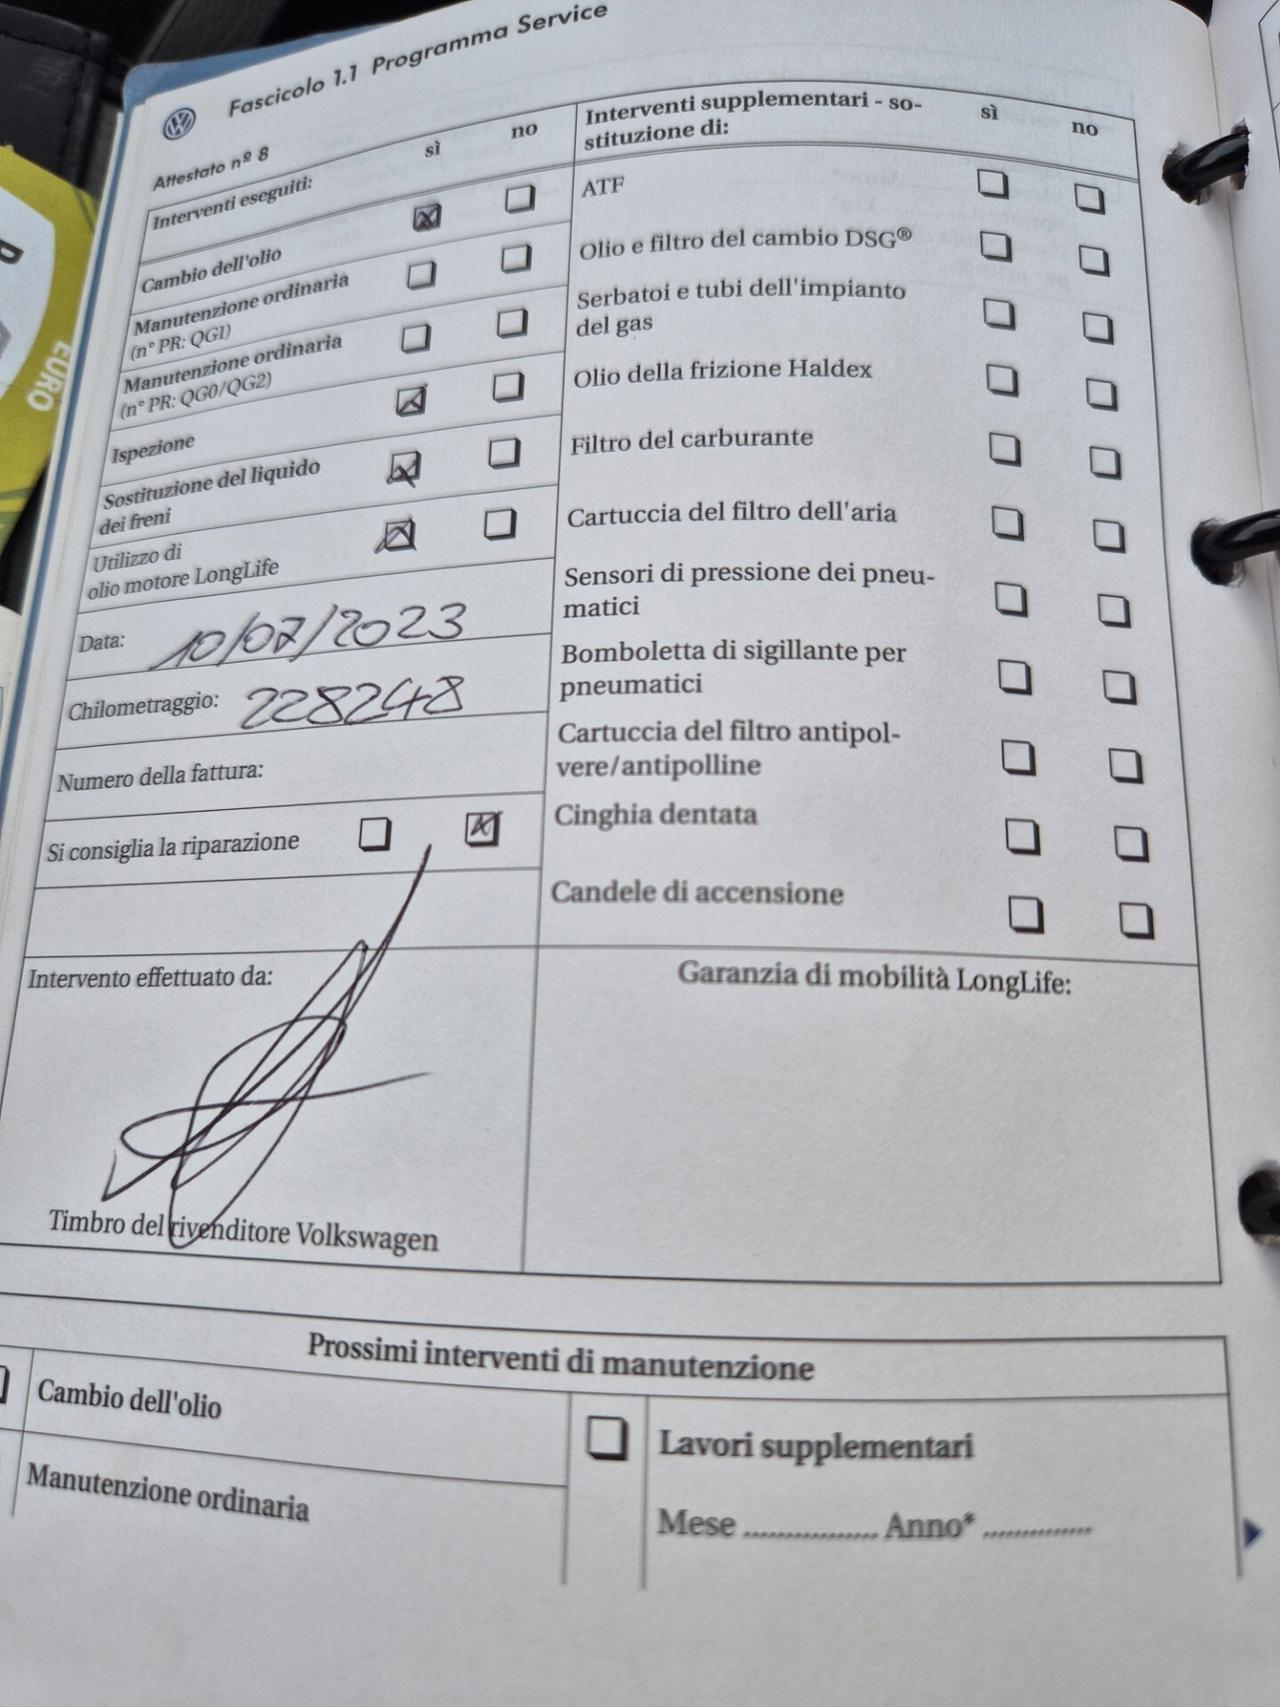 Fascicolo 1.1 Programma Service
Attestato nº 8
Interventi eseguiti:
sì
no
Cambio dell'olio
Manutenzione ordinaria
(n° PR: QG1)
Manutenzione ordinaria
(n° PR: QG0/QG2)
Ispezione
Sostituzione del liquido
dei freni
Utilizzo di
olio motore LongLife
Data: 10/07/2023
Chilometraggio: 228248
Numero della fattura:
Si consiglia la riparazione
Intervento effettuato da:
Timbro del rivenditore Volkswagen
Interventi supplementari - so-
stituzione di:
sì
no
ATF
Olio e filtro del cambio DSG®
Serbatoi e tubi dell'impianto
del gas
Olio della frizione Haldex
Filtro del carburante
Cartuccia del filtro dell'aria
Sensori di pressione dei pneu-
matici
Bomboletta di sigillante per
pneumatici
Cartuccia del filtro antipol-
vere/antipolline
Cinghia dentata
Candele di accensione
Garanzia di mobilità LongLife:
Prossimi interventi di manutenzione
Cambio dell'olio
Manutenzione ordinaria
Lavori supplementari
Mese ................ Anno* ..............
EURO